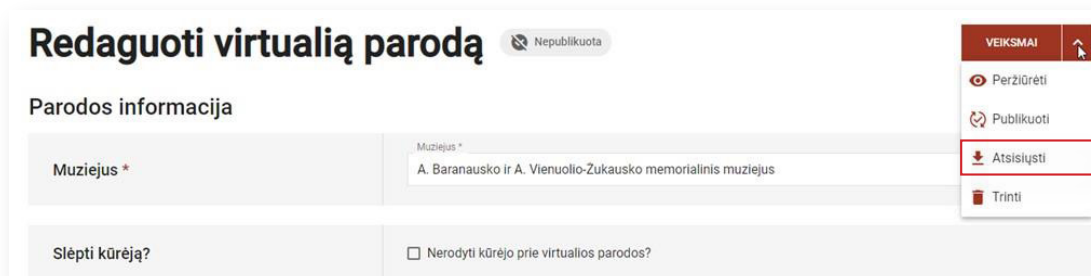 Redaguoti virtualią parodą
Nepublikuota
VEIKSMAI
Peržiūrėti
Publikuoti
Atsisiųsti
Trinti
Parodos informacija
Muziejus *
Muziejus *
A. Baranausko ir A. Vienuolio-Žukausko memorialinis muziejus
Slėpti kūrėją?
Nerodyti kūrėjo prie virtualios parodos?